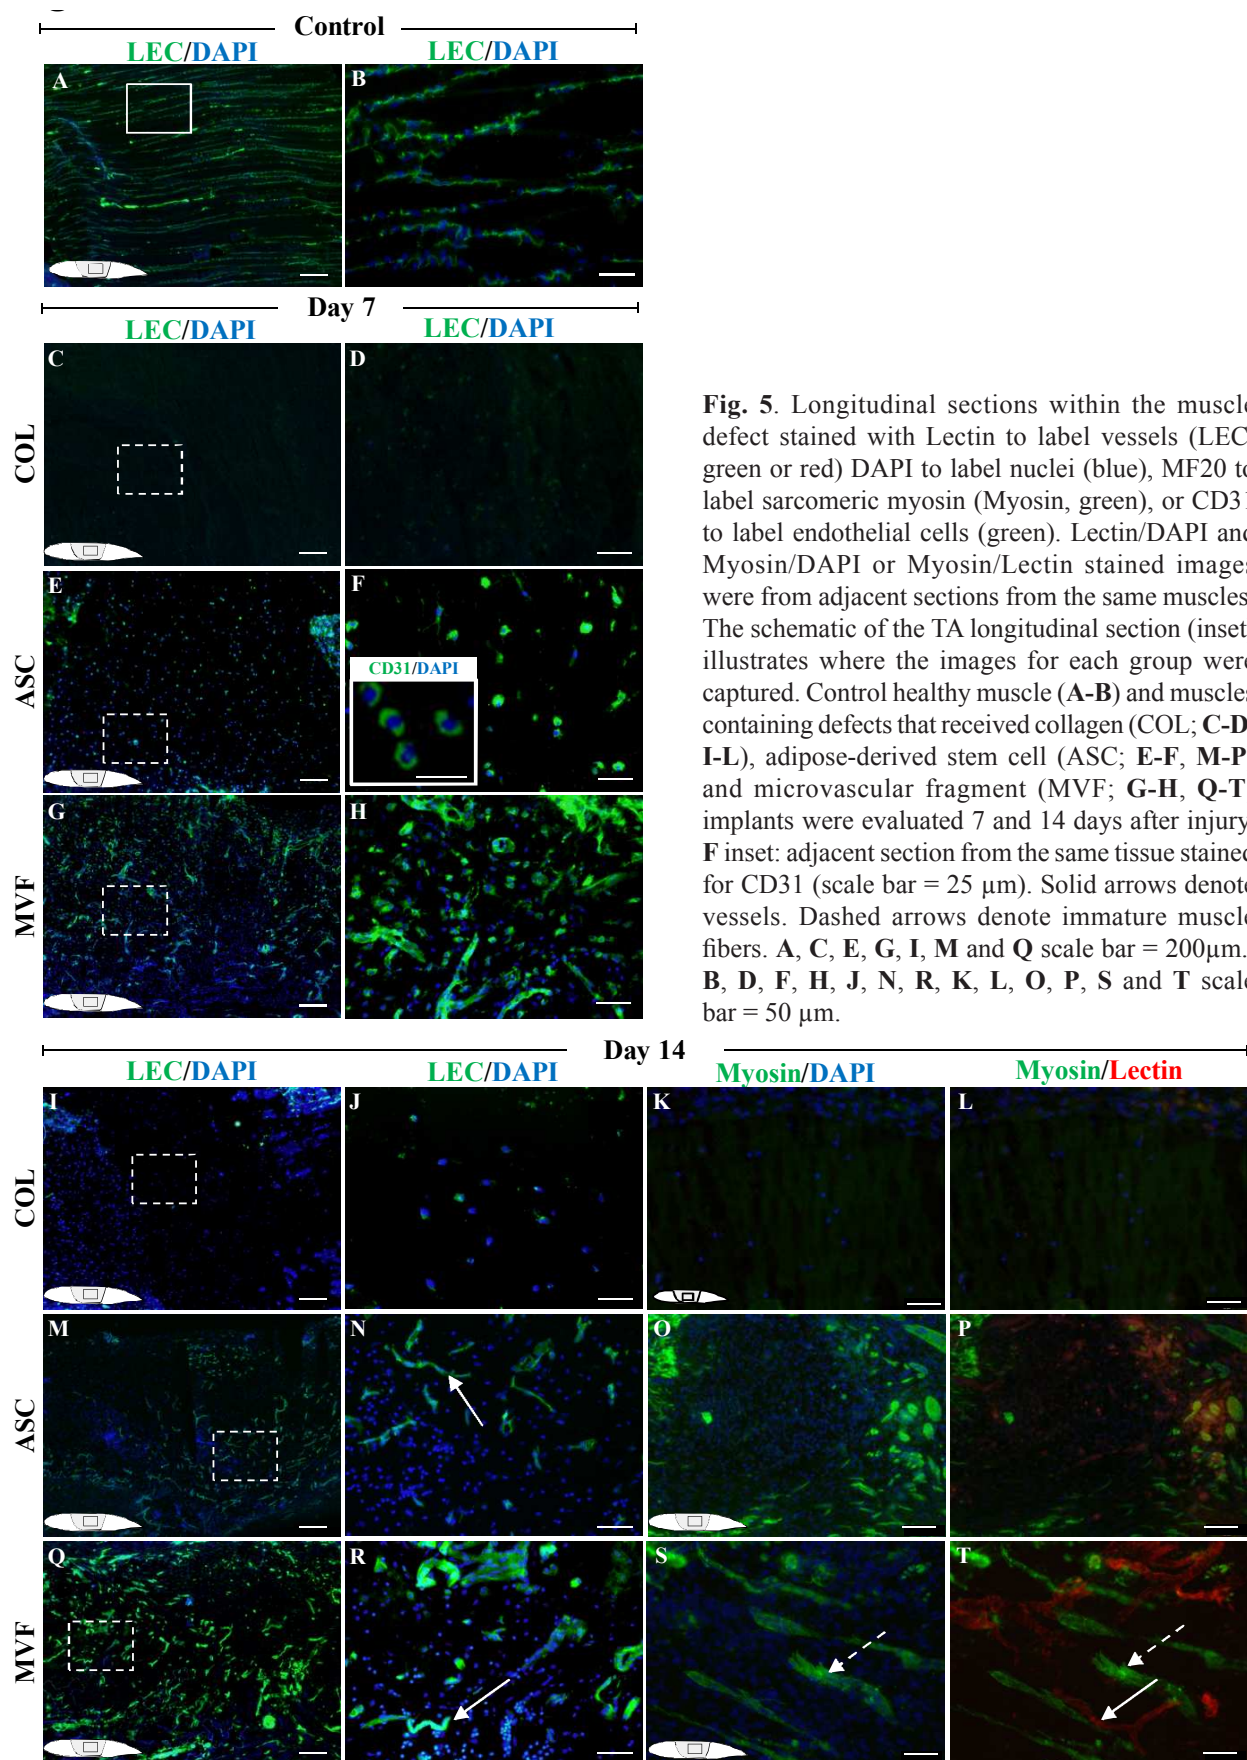 Control
LEC/DAPI LEC/DAPI
A B
Day 7
LEC/DAPI LEC/DAPI
C D
COL
E F
CD31/DAPI
ASC
G H
MVF
Fig. 5. Longitudinal sections within the muscle
defect stained with Lectin to label vessels (LEC,
green or red) DAPI to label nuclei (blue), MF20 to
label sarcomeric myosin (Myosin, green), or CD31
to label endothelial cells (green). Lectin/DAPI and
Myosin/DAPI or Myosin/Lectin stained images
were from adjacent sections from the same muscles.
The schematic of the TA longitudinal section (inset)
illustrates where the images for each group were
captured. Control healthy muscle (A-B) and muscles
containing defects that received collagen (COL; C-D,
I-L), adipose-derived stem cell (ASC; E-F, M-P)
and microvascular fragment (MVF; G-H, Q-T)
implants were evaluated 7 and 14 days after injury.
F inset: adjacent section from the same tissue stained
for CD31 (scale bar = 25 µm). Solid arrows denote
vessels. Dashed arrows denote immature muscle
fibers. A, C, E, G, I, M and Q scale bar = 200µm.
B, D, F, H, J, N, R, K, L, O, P, S and T scale
bar = 50 µm.
Day 14
LEC/DAPI LEC/DAPI Myosin/DAPI Myosin/Lectin
I J K L
COL
M N O P
ASC
Q R S T
MVF